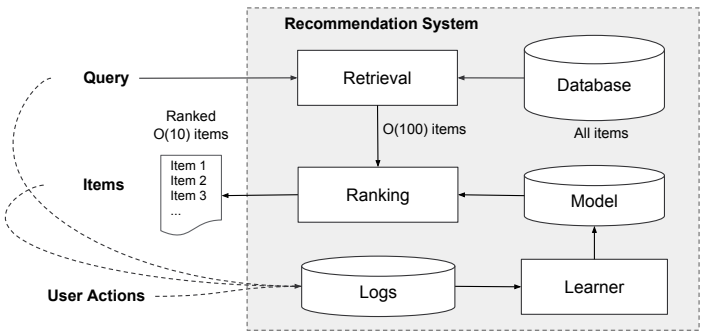 Recommendation System
Query
Retrieval
Database
Ranked
O(10) items
O(100) items
All items
Item 1
Item 2
Item 3
...
Items
Ranking
Model
User Actions
Logs
Learner